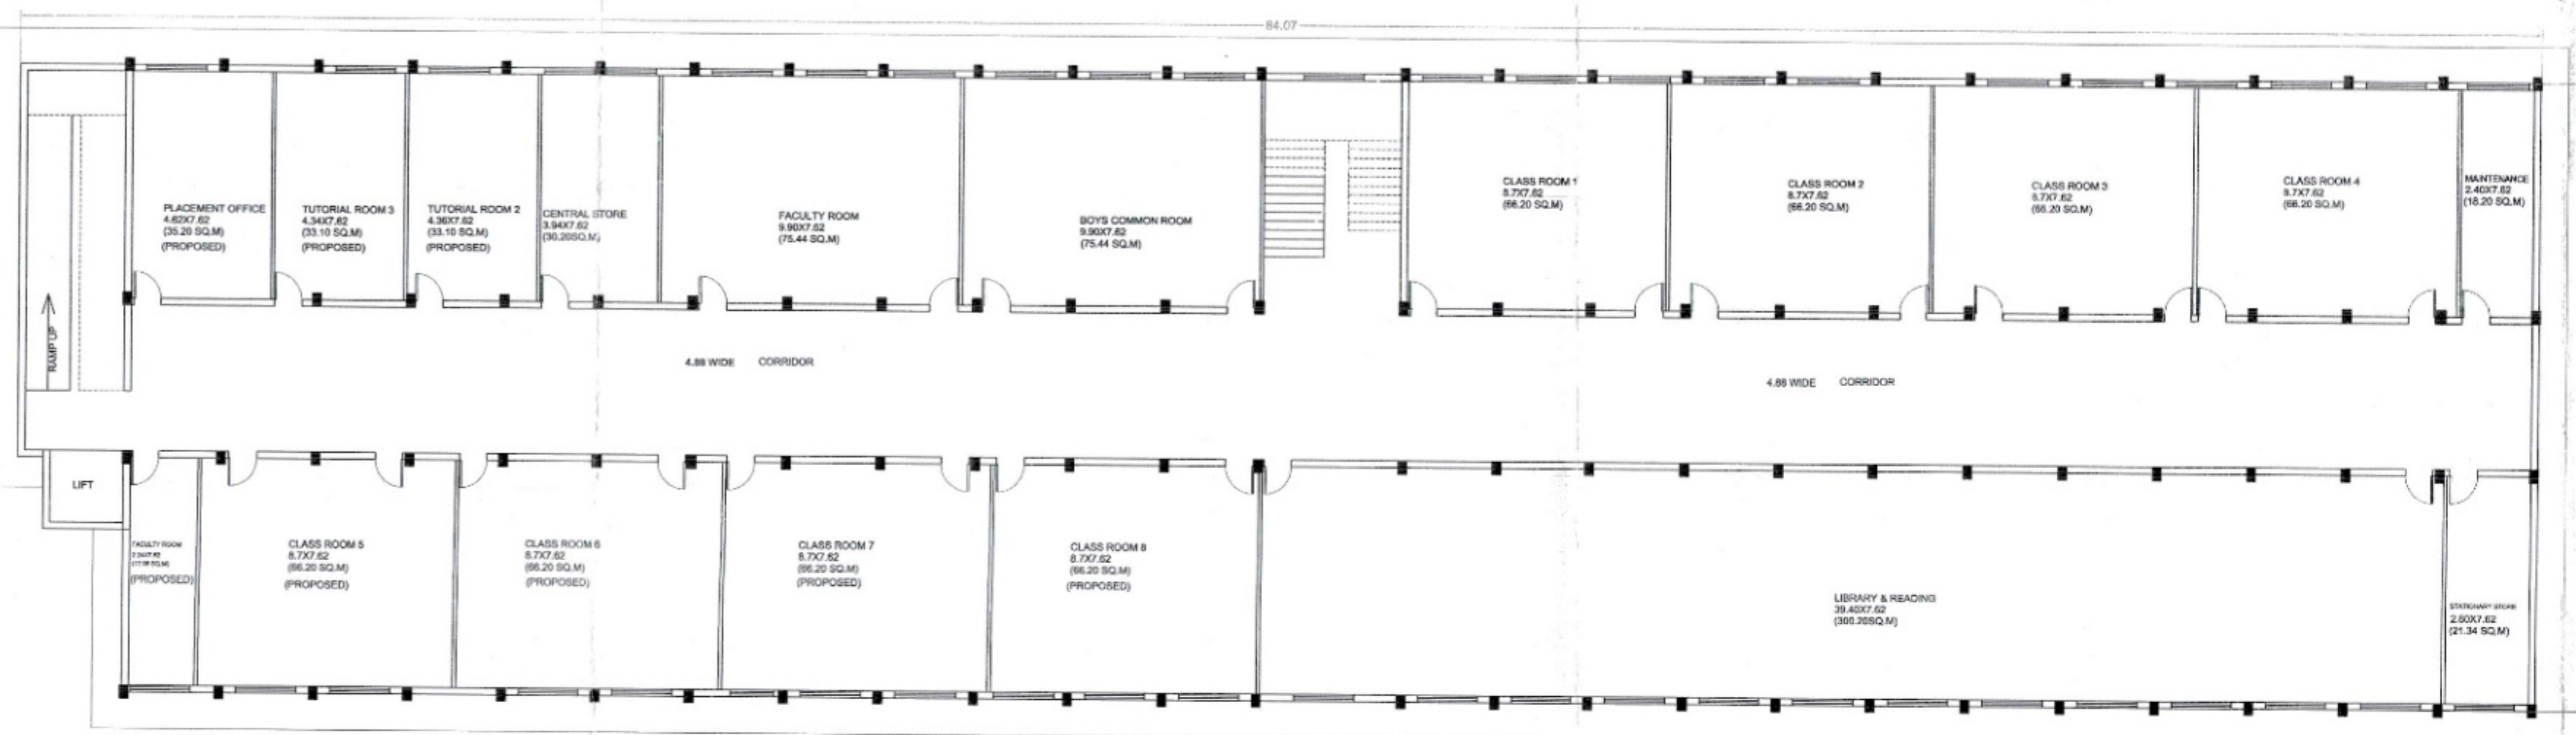 84.07
PLACEMENT OFFICE
4.62X7.62
(35.20 SQ.M)
(PROPOSED)
TUTORIAL ROOM 3
4.34X7.62
(33.10 SQ.M)
(PROPOSED)
TUTORIAL ROOM 2
4.36X7.62
(33.10 SQ.M)
(PROPOSED)
CENTRAL STORE
3.94X7.62
(30.20SQ.M)
FACULTY ROOM
9.90X7.62
(75.44 SQ.M)
BOYS COMMON ROOM
9.90X7.62
(75.44 SQ.M)
CLASS ROOM 1
8.7X7.62
(66.20 SQ.M)
CLASS ROOM 2
8.7X7.62
(66.20 SQ.M)
CLASS ROOM 3
8.7X7.62
(66.20 SQ.M)
CLASS ROOM 4
8.7X7.62
(66.20 SQ.M)
MAINTENANCE
2.40X7.62
(18.20 SQ.M)
RAMP UP
4.88 WIDE CORRIDOR
4.88 WIDE CORRIDOR
LIFT
FACULTY ROOM
(PROPOSED)
CLASS ROOM 5
8.7X7.62
(66.20 SQ.M)
(PROPOSED)
CLASS ROOM 6
8.7X7.62
(66.20 SQ.M)
(PROPOSED)
CLASS ROOM 7
8.7X7.62
(66.20 SQ.M)
(PROPOSED)
CLASS ROOM 8
8.7X7.62
(66.20 SQ.M)
(PROPOSED)
LIBRARY & READING
39.40X7.62
(300.20SQ.M)
STATIONARY STORE
2.80X7.62
(21.34 SQ.M)